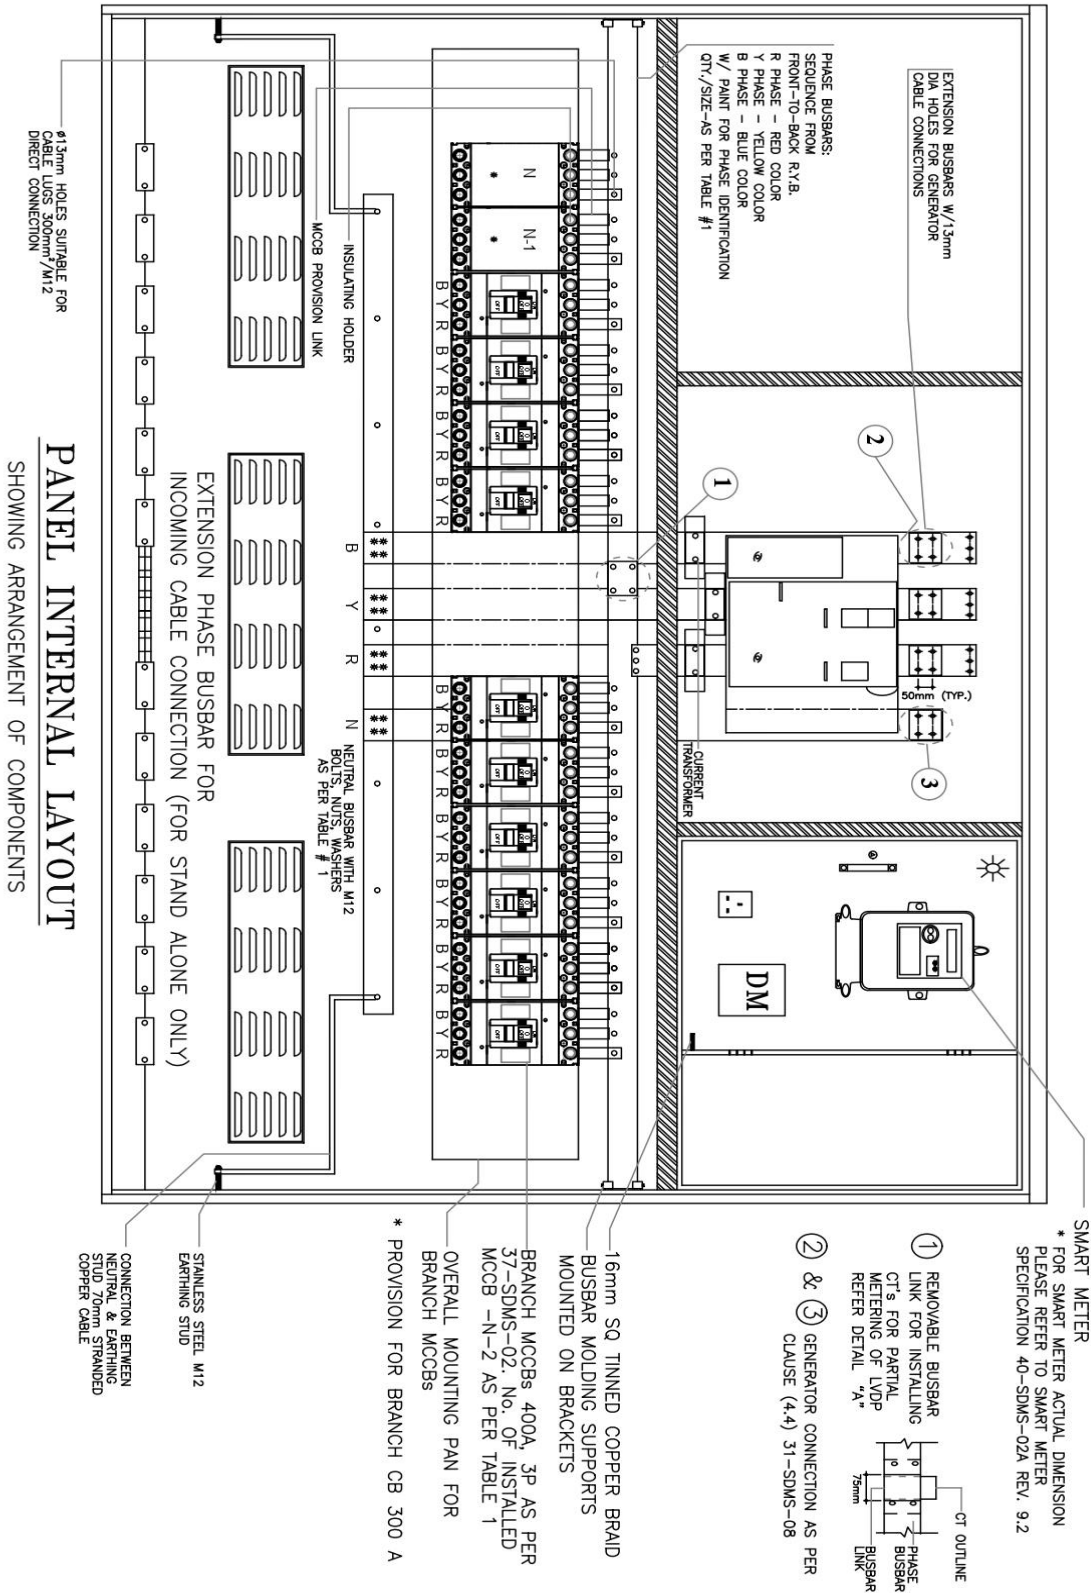 SMART METER
* FOR SMART METER ACTUAL DIMENSION
PLEASE REFER TO SMART METER
SPECIFICATION 40-SDMS-02A REV. 9.2
1 REMOVABLE BUSBAR
LINK FOR INSTALLING
CT's FOR PARTIAL
METERING OF LVDP
REFER DETAIL "A"
CT OUTLINE
PHASE
BUSBAR
BUSBAR
LINK
75mm
2 & 3 GENERATOR CONNECTION AS PER
CLAUSE (4.4) 31-SDMS-08
16mm SQ TINNED COPPER BRAID
BUSBAR MOLDING SUPPORTS
MOUNTED ON BRACKETS
BRANCH MCCBs 400A, 3P AS PER
37-SDMS-02. No. OF INSTALLED
MCCB -N-2 AS PER TABLE 1
OVERALL MOUNTING PAN FOR
BRANCH MCCBs
* PROVISION FOR BRANCH CB 300 A
STAINLESS STEEL M12
EARTHING STUD
CONNECTION BETWEEN
NEUTRAL & EARTHING
STUD 70mm STRANDED
COPPER CABLE
EXTENSION BUSBARS W/13mm
DIA HOLES FOR GENERATOR
CABLE CONNECTIONS
2
1
3
50mm (TYP.)
CURRENT
TRANSFORMER
DM
PHASE BUSBARS:
SEQUENCE FROM
FRONT-TO-BACK R.Y.B.
R PHASE - RED COLOR
Y PHASE - YELLOW COLOR
B PHASE - BLUE COLOR
W/ PAINT FOR PHASE IDENTIFICATION
QTY./SIZE-AS PER TABLE #1
N
*
N-1
*
ON
OFF
B Y R B Y R B Y R B Y R
B Y R B Y R B Y R B Y R B Y R B Y R
INSULATING HOLDER
MCCB PROVISION LINK
B Y R N
NEUTRAL BUSBAR WITH M12
BOLTS, NUTS, WASHERS
AS PER TABLE # 1
EXTENSION PHASE BUSBAR FOR
INCOMING CABLE CONNECTION (FOR STAND ALONE ONLY)
ø13mm HOLES SUITABLE FOR
CABLE LUGS 300mm²/M12
DIRECT CONNECTION
PANEL INTERNAL LAYOUT
SHOWING ARRANGEMENT OF COMPONENTS